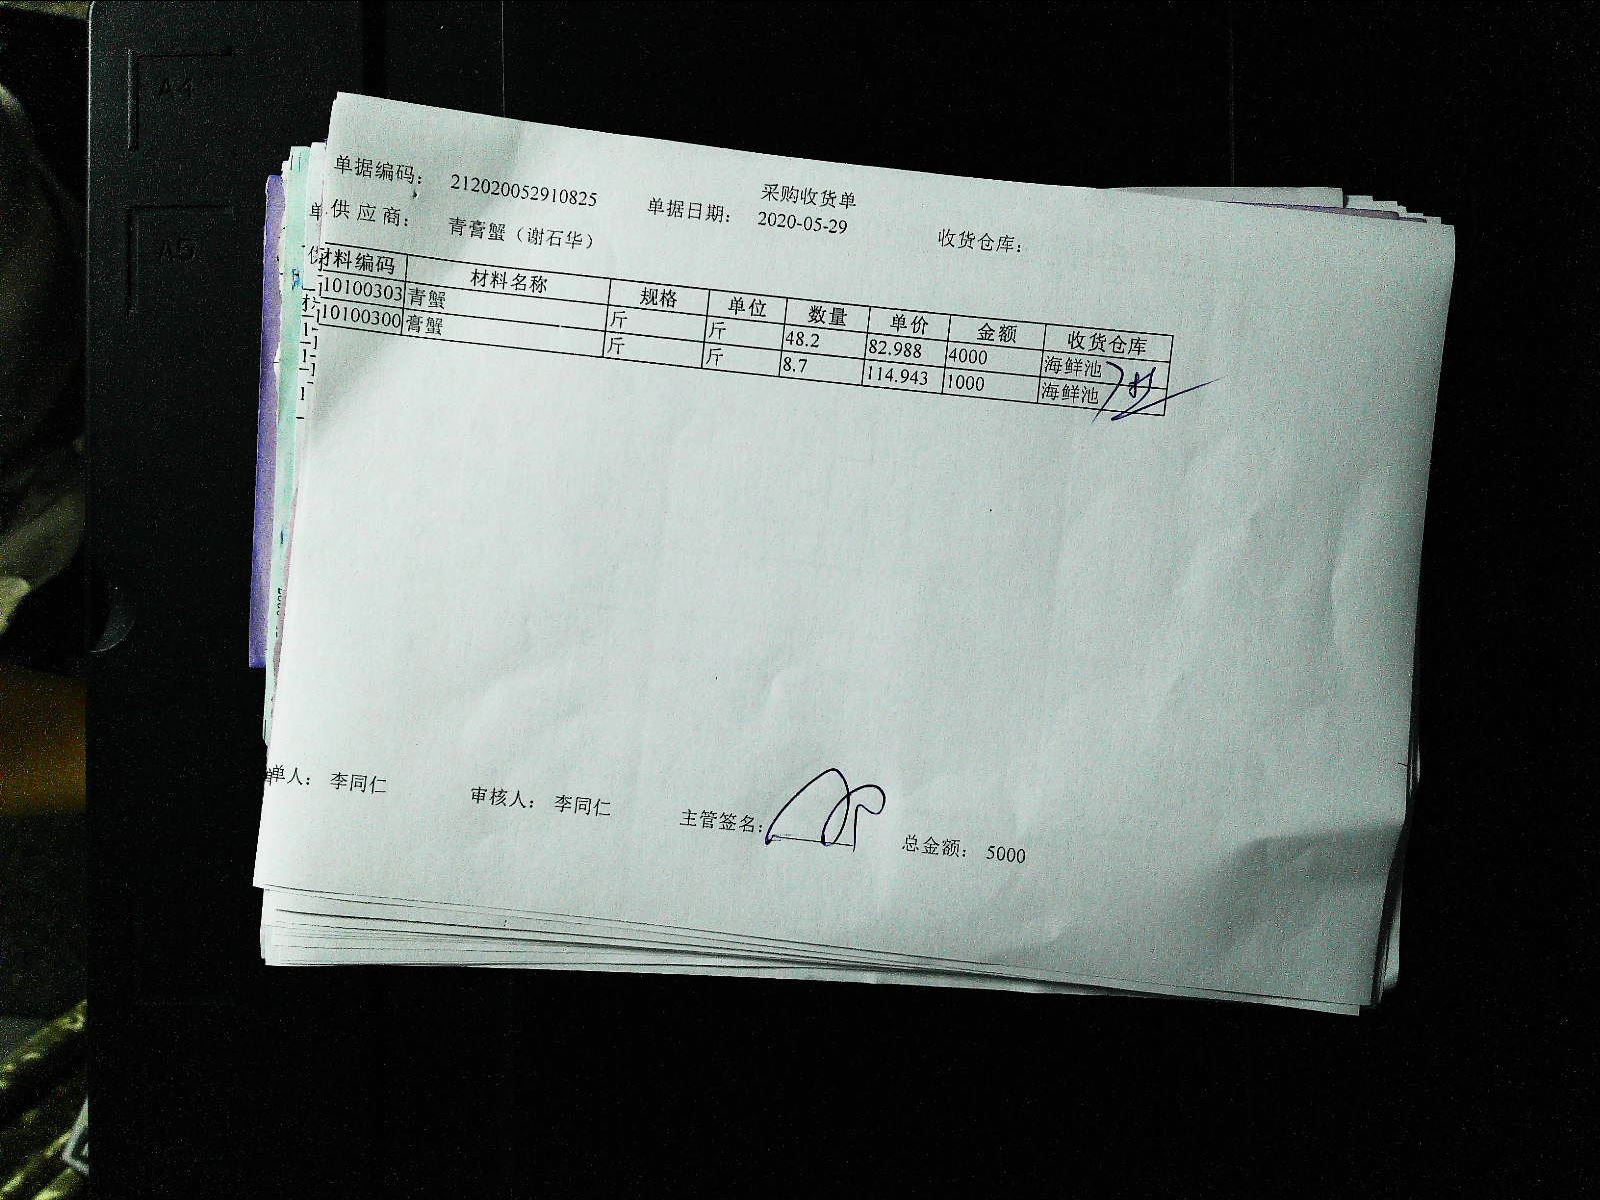 采购收货单
单据编码： 212020052910825 单据日期： 2020-05-29 收货仓库：
供应商： 青膏蟹（谢石华）
材料编码 材料名称 规格 单位 数量 单价 金额 收货仓库
10100303 青蟹 斤 斤 48.2 82.988 4000 海鲜池
10100300 膏蟹 斤 斤 8.7 114.943 1000 海鲜池
单人： 李同仁 审核人： 李同仁 主管签名： 总金额： 5000
A4
A5